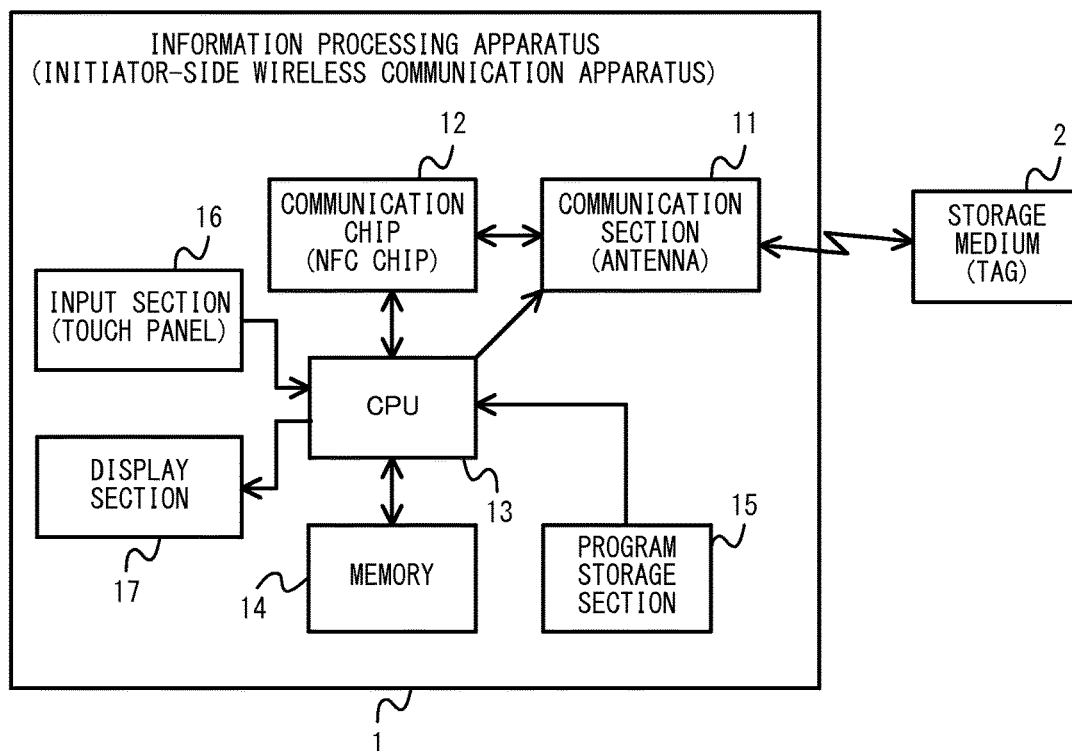 INFORMATION PROCESSING APPARATUS
(INITIATOR-SIDE WIRELESS COMMUNICATION APPARATUS)
12
11
2
COMMUNICATION
CHIP
(NFC CHIP)
COMMUNICATION
SECTION
(ANTENNA)
STORAGE
MEDIUM
(TAG)
16
INPUT SECTION
(TOUCH PANEL)
CPU
13
DISPLAY
SECTION
17
MEMORY
14
15
PROGRAM
STORAGE
SECTION
1